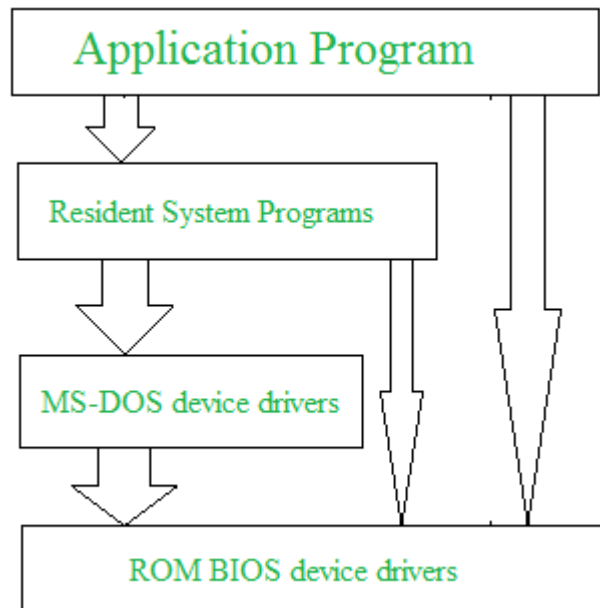 Application Program
Resident System Programs
MS-DOS device drivers
ROM BIOS device drivers